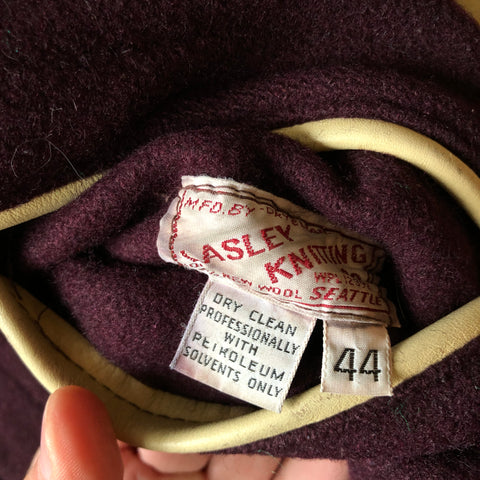 MFD. BY
ASLEY
KNITTING
WOOL SEATTLE
DRY CLEAN
PROFESSIONALLY
WITH
PETROLEUM
SOLVENTS ONLY
44